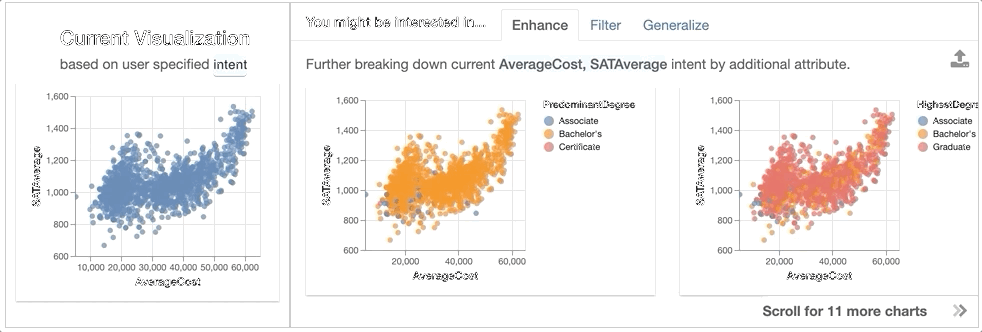 Current Visualization
based on user specified intent
1,600
1,400
1,200
1,000
800
600
SATAverage
10,000 20,000 30,000 40,000 50,000 60,000
AverageCost
You might be interested in...
Enhance
Filter
Generalize
Further breaking down current AverageCost, SATAverage intent by additional attribute.
1,600
1,400
1,200
1,000
800
600
SATAverage
20,000 40,000 60,000
AverageCost
PredominantDegree
Associate
Bachelor's
Certificate
1,600
1,400
1,200
1,000
800
600
SATAverage
20,000 40,000 60,000
AverageCost
HighestDegre
Associate
Bachelor's
Graduate
Scroll for 11 more charts